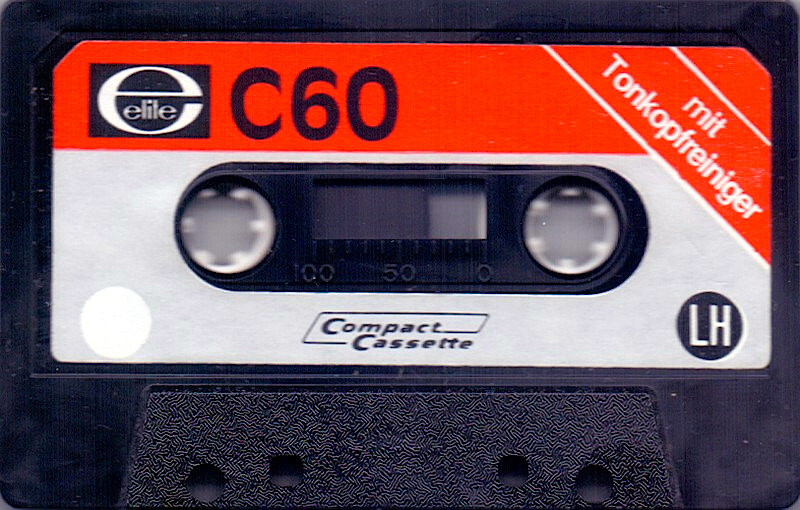 elite
C60
mit
Tonkopfreiniger
100 50 0
Compact
Cassette
LH